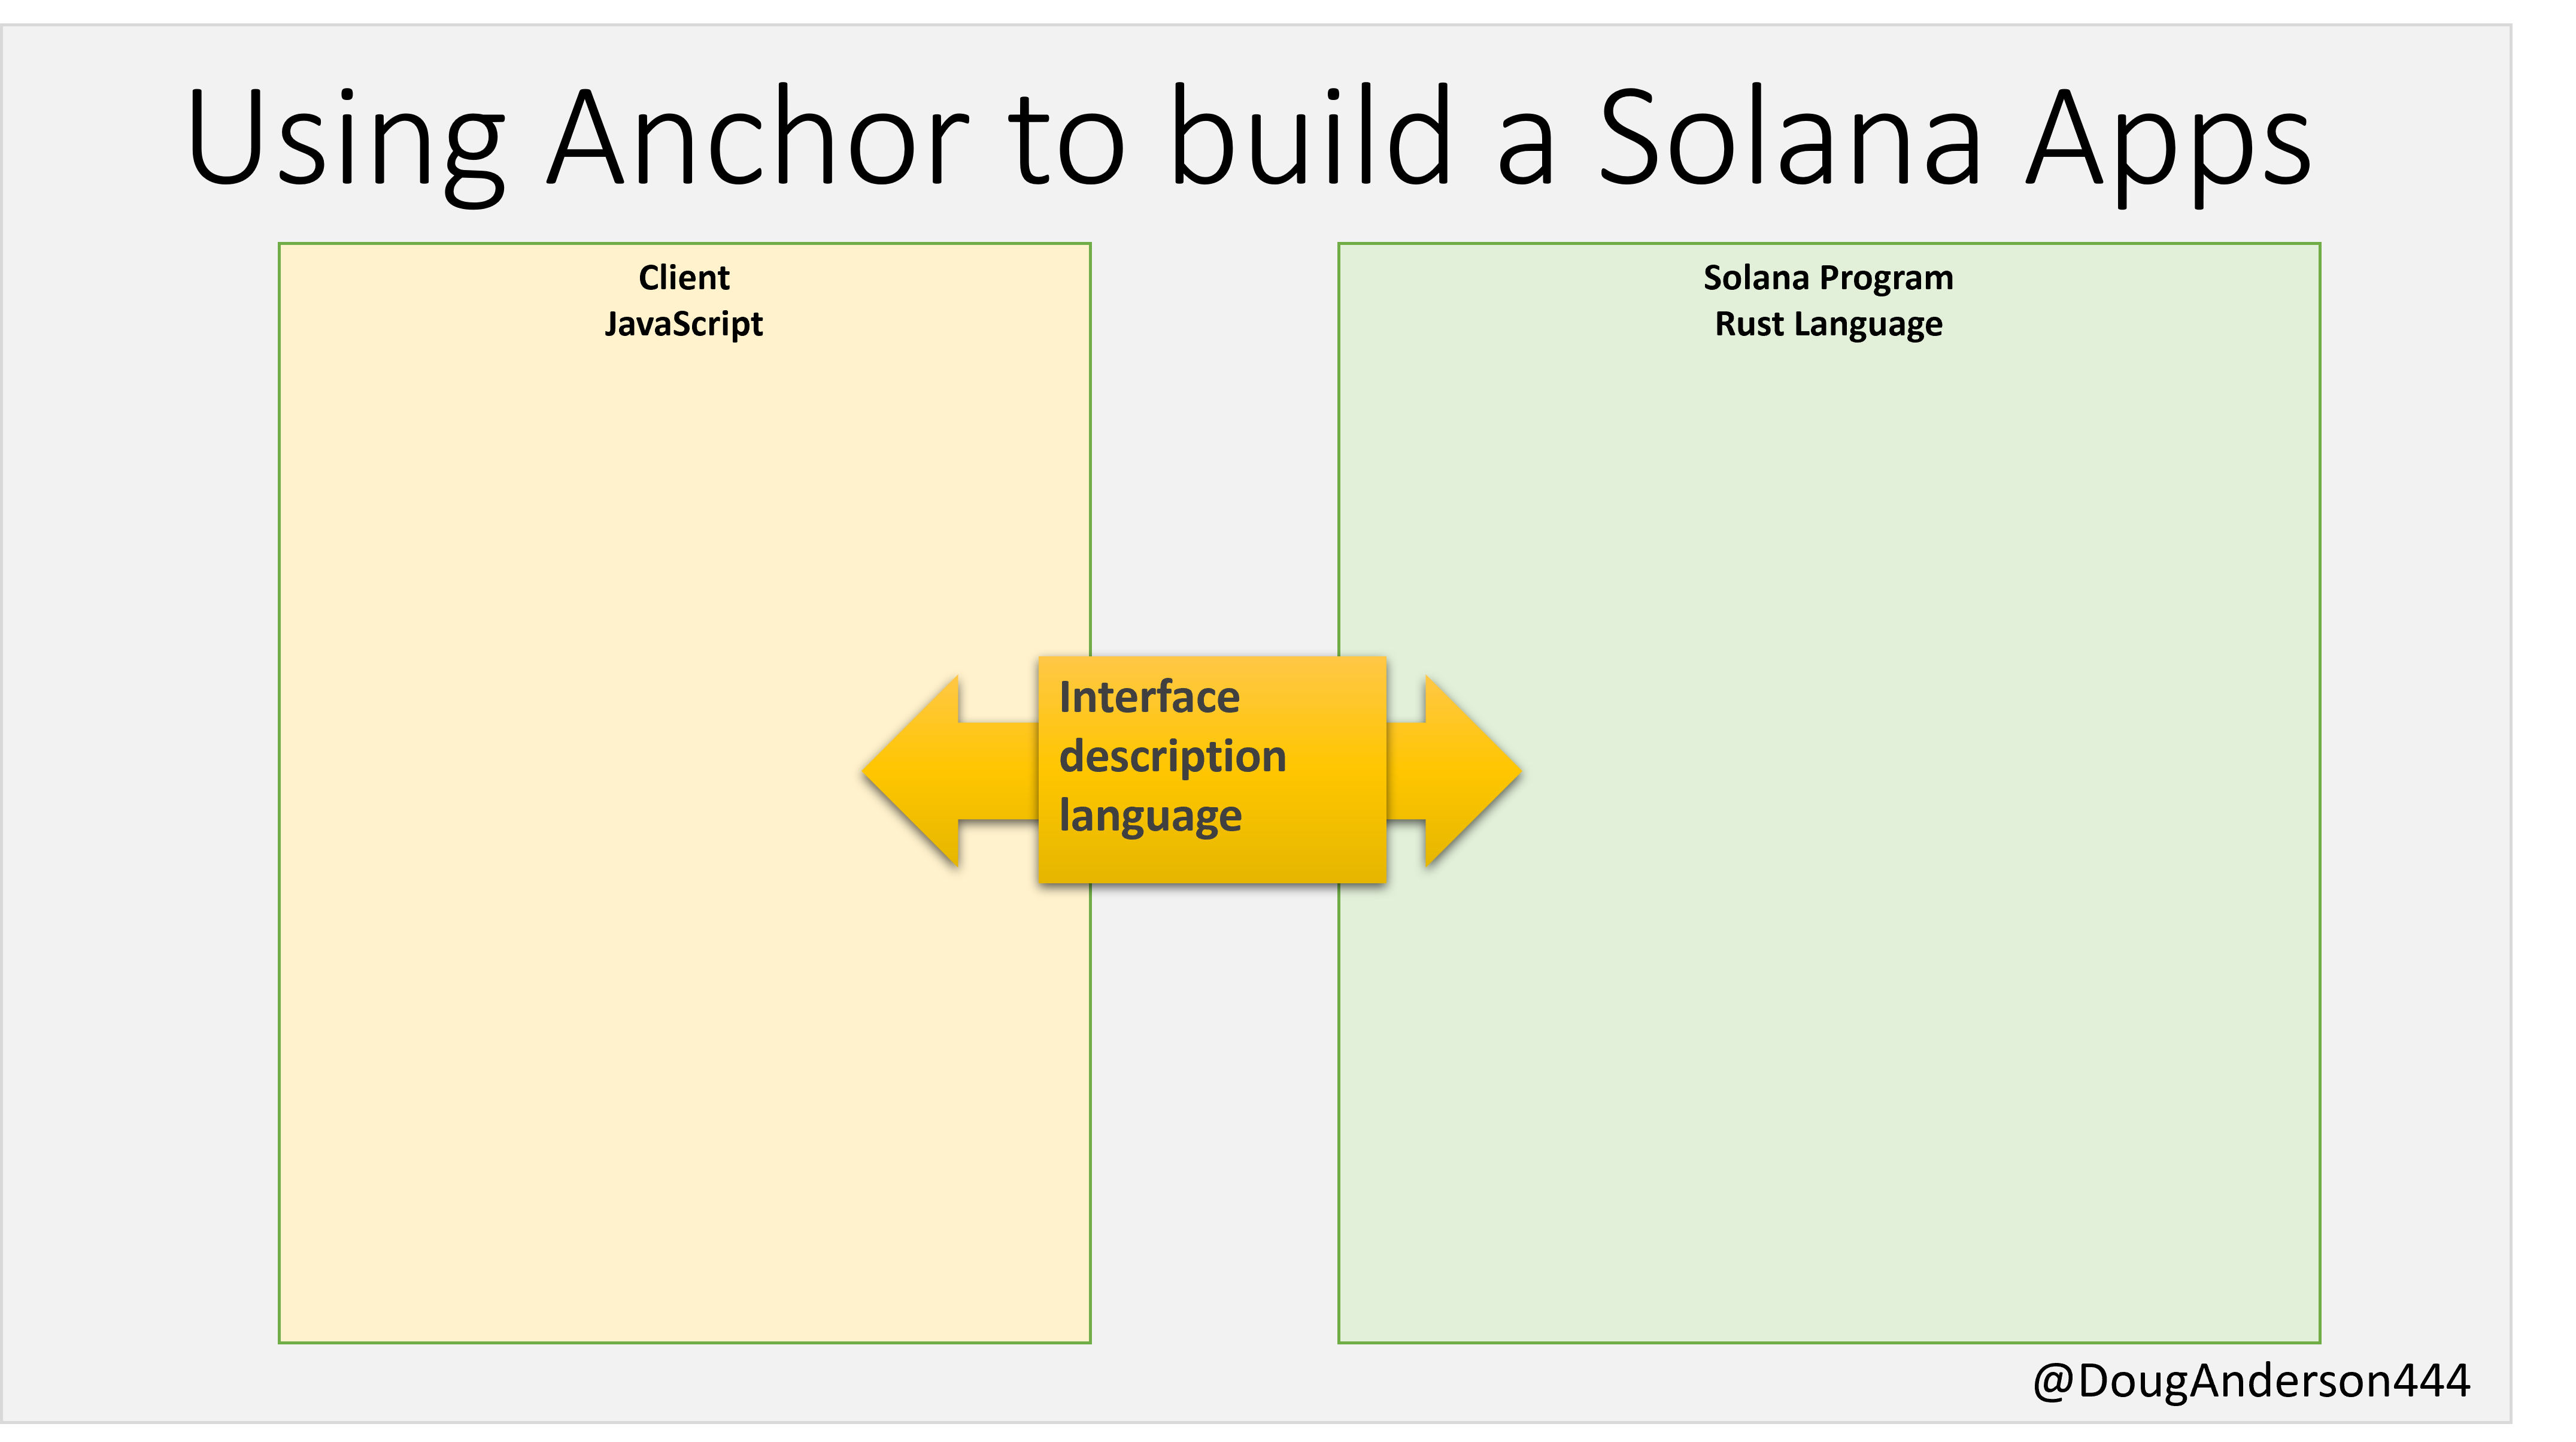 Using Anchor to build a Solana Apps
Client
JavaScript
Solana Program
Rust Language
Interface
description
language
@DougAnderson444